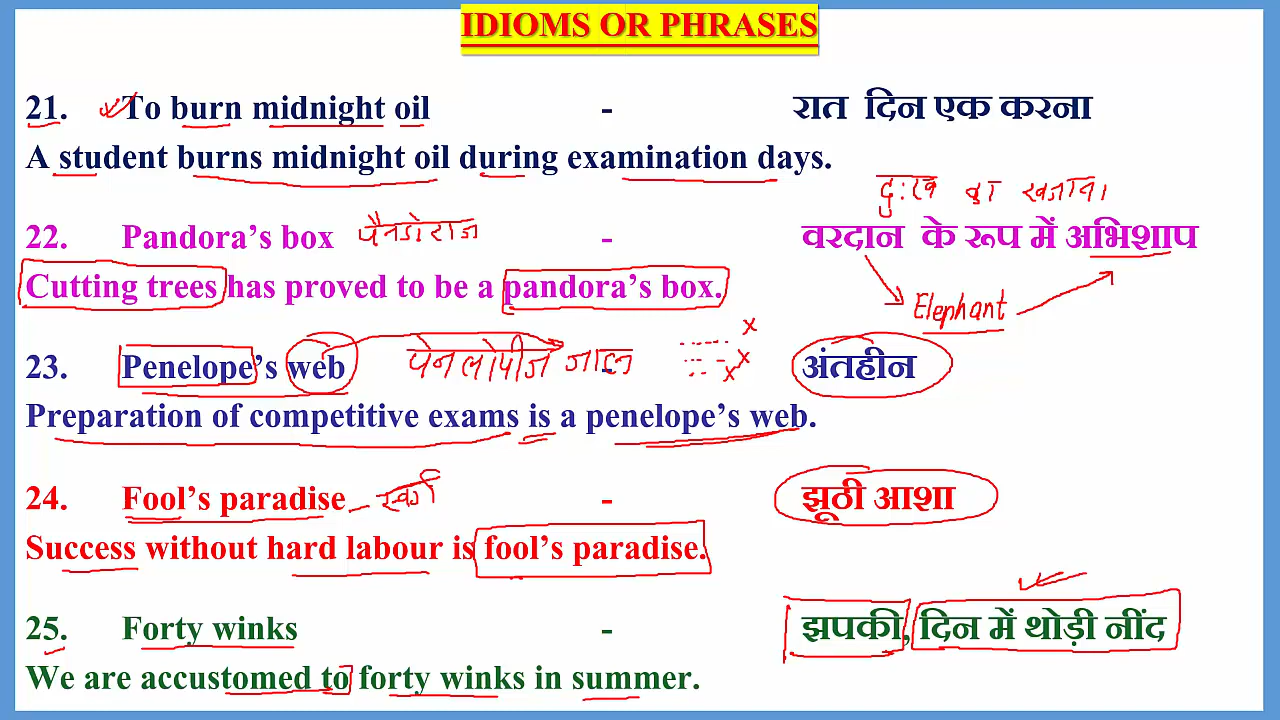 IDIOMS OR PHRASES
21. To burn midnight oil - रात दिन एक करना
A student burns midnight oil during examination days.
दुःख का खजाना
22. Pandora's box पैनडोराज - वरदान के रूप में अभिशाप
Cutting trees has proved to be a pandora's box.
Elephant
23. Penelope's web पेनलोपीज जाल - अंतहीन
Preparation of competitive exams is a penelope's web.
24. Fool's paradise - स्वर्ग - झूठी आशा
Success without hard labour is fool's paradise.
25. Forty winks - झपकी, दिन में थोड़ी नींद
We are accustomed to forty winks in summer.